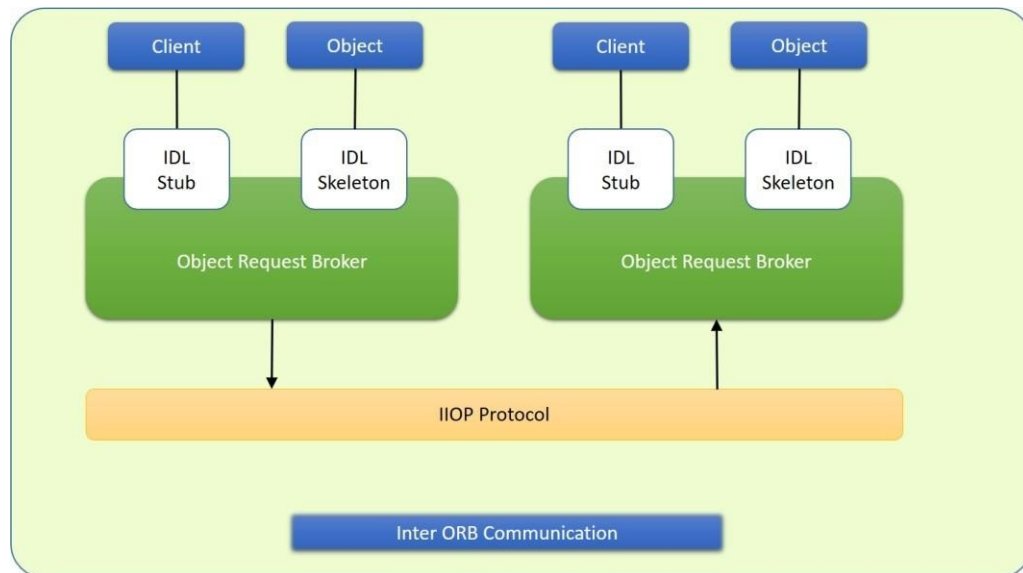 Client
Object
Client
Object
IDL
Stub
IDL
Skeleton
IDL
Stub
IDL
Skeleton
Object Request Broker
Object Request Broker
IIOP Protocol
Inter ORB Communication